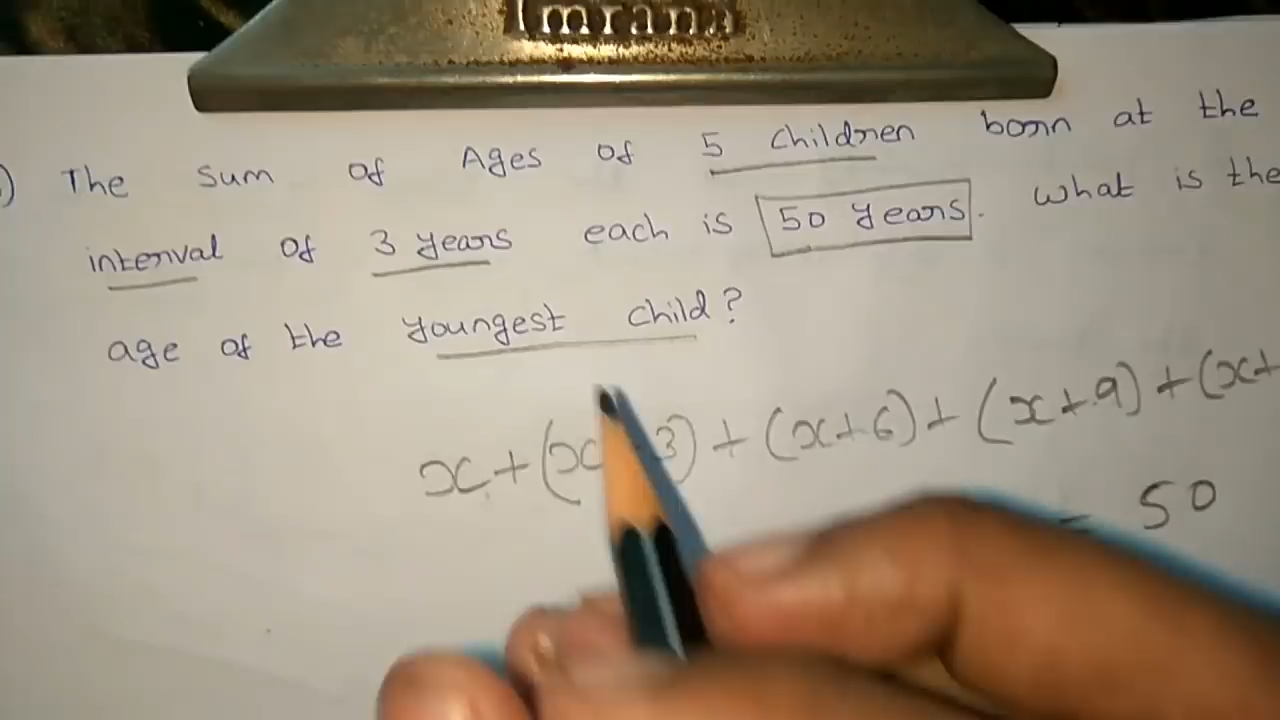 Imrana
) The sum of Ages of 5 children born at the
interval of 3 years each is 50 years. What is the
age of the youngest child?
x + (x 3) + (x+6) + (x+9) + (x+
= 50